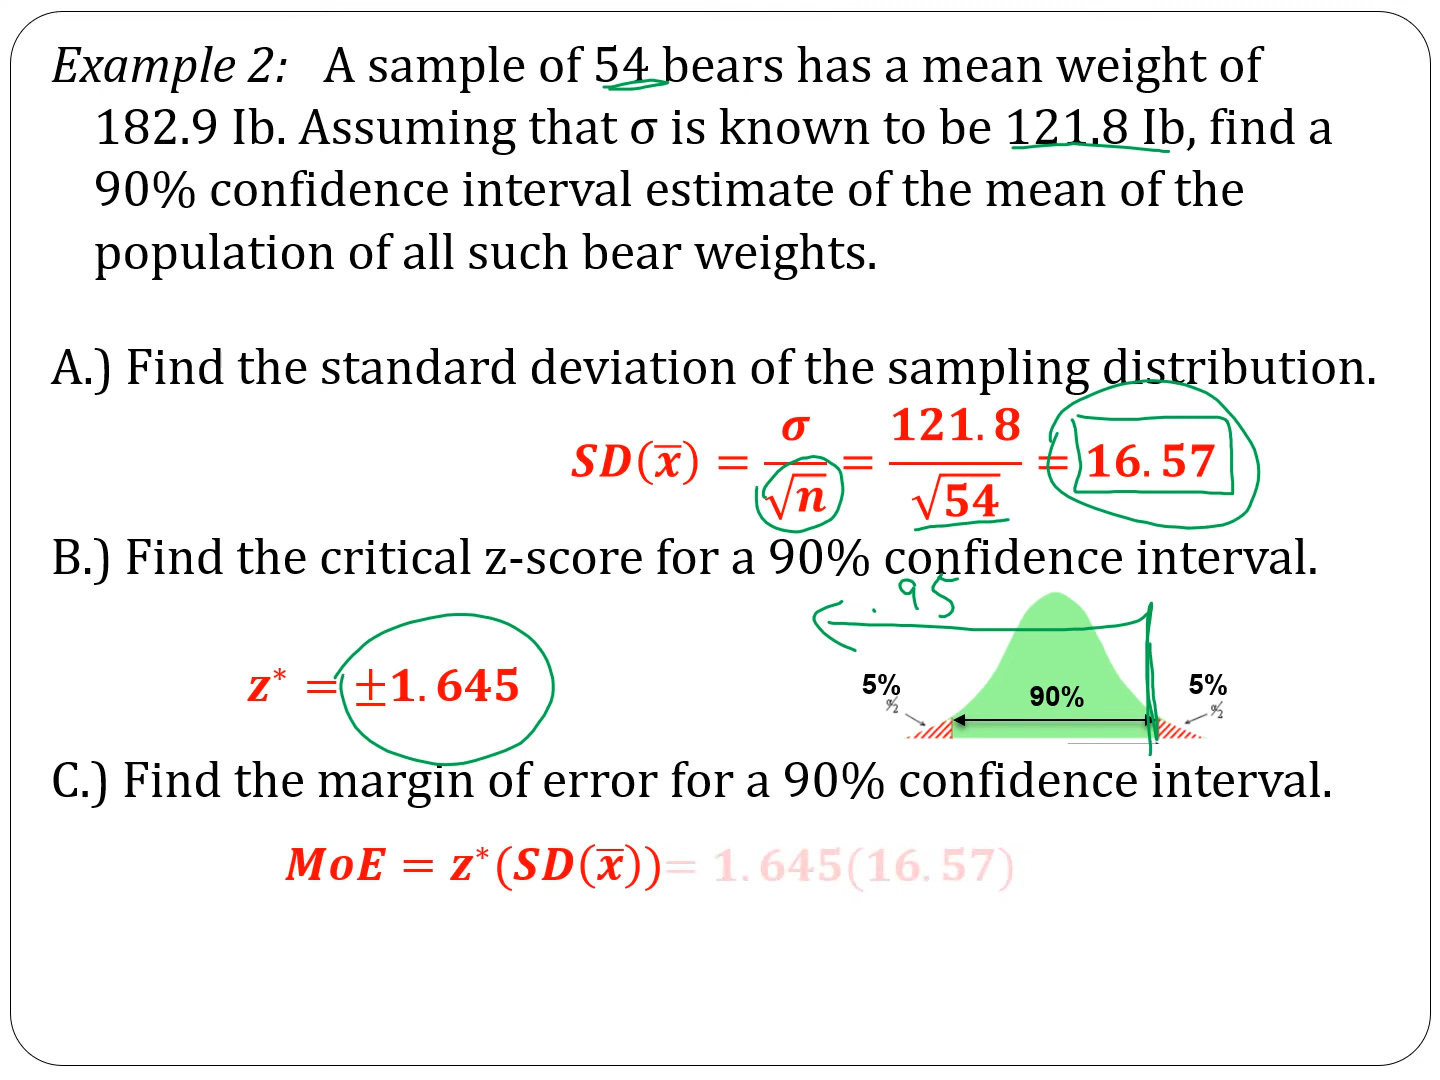 Example 2: A sample of 54 bears has a mean weight of
182.9 Ib. Assuming that σ is known to be 121.8 Ib, find a
90% confidence interval estimate of the mean of the
population of all such bear weights.
A.) Find the standard deviation of the sampling distribution.
SD(x̅) = σ/√n = 121.8/√54 = 16.57
B.) Find the critical z-score for a 90% confidence interval.
.95
z* = ±1.645
5% 90% 5%
α/2 α/2
C.) Find the margin of error for a 90% confidence interval.
MoE = z*(SD(x̅)) = 1.645(16.57)